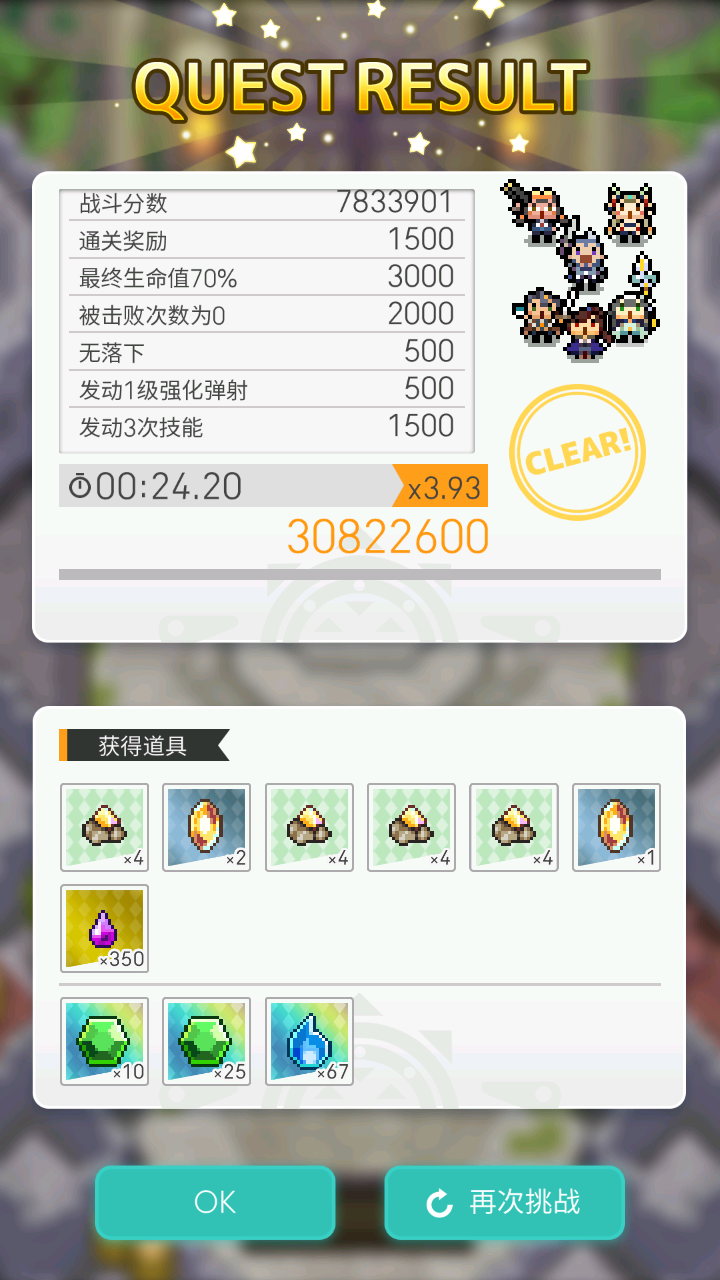 QUEST RESULT
战斗分数 7833901
通关奖励 1500
最终生命值70% 3000
被击败次数为0 2000
无落下 500
发动1级强化弹射 500
发动3次技能 1500
CLEAR!
00:24.20 x3.93
30822600
获得道具
×4 ×2 ×4 ×4 ×4 ×1
×350
×10 ×25 ×67
OK 再次挑战